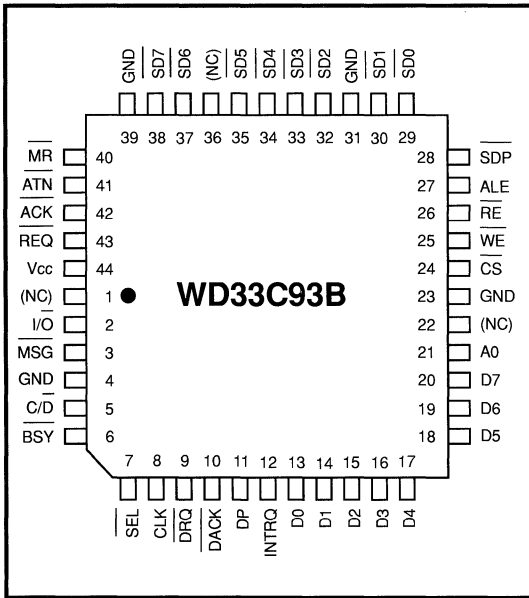 GND SD7 SD6 (NC) SD5 SD4 SD3 SD2 GND SD1 SD0
39 38 37 36 35 34 33 32 31 30 29
MR 40
ATN 41
ACK 42
REQ 43
Vcc 44
(NC) 1
I/O 2
MSG 3
GND 4
C/D 5
BSY 6
WD33C93B
28 SDP
27 ALE
26 RE
25 WE
24 CS
23 GND
22 (NC)
21 A0
20 D7
19 D6
18 D5
7 8 9 10 11 12 13 14 15 16 17
SEL CLK DRQ DACK DP INTRQ D0 D1 D2 D3 D4